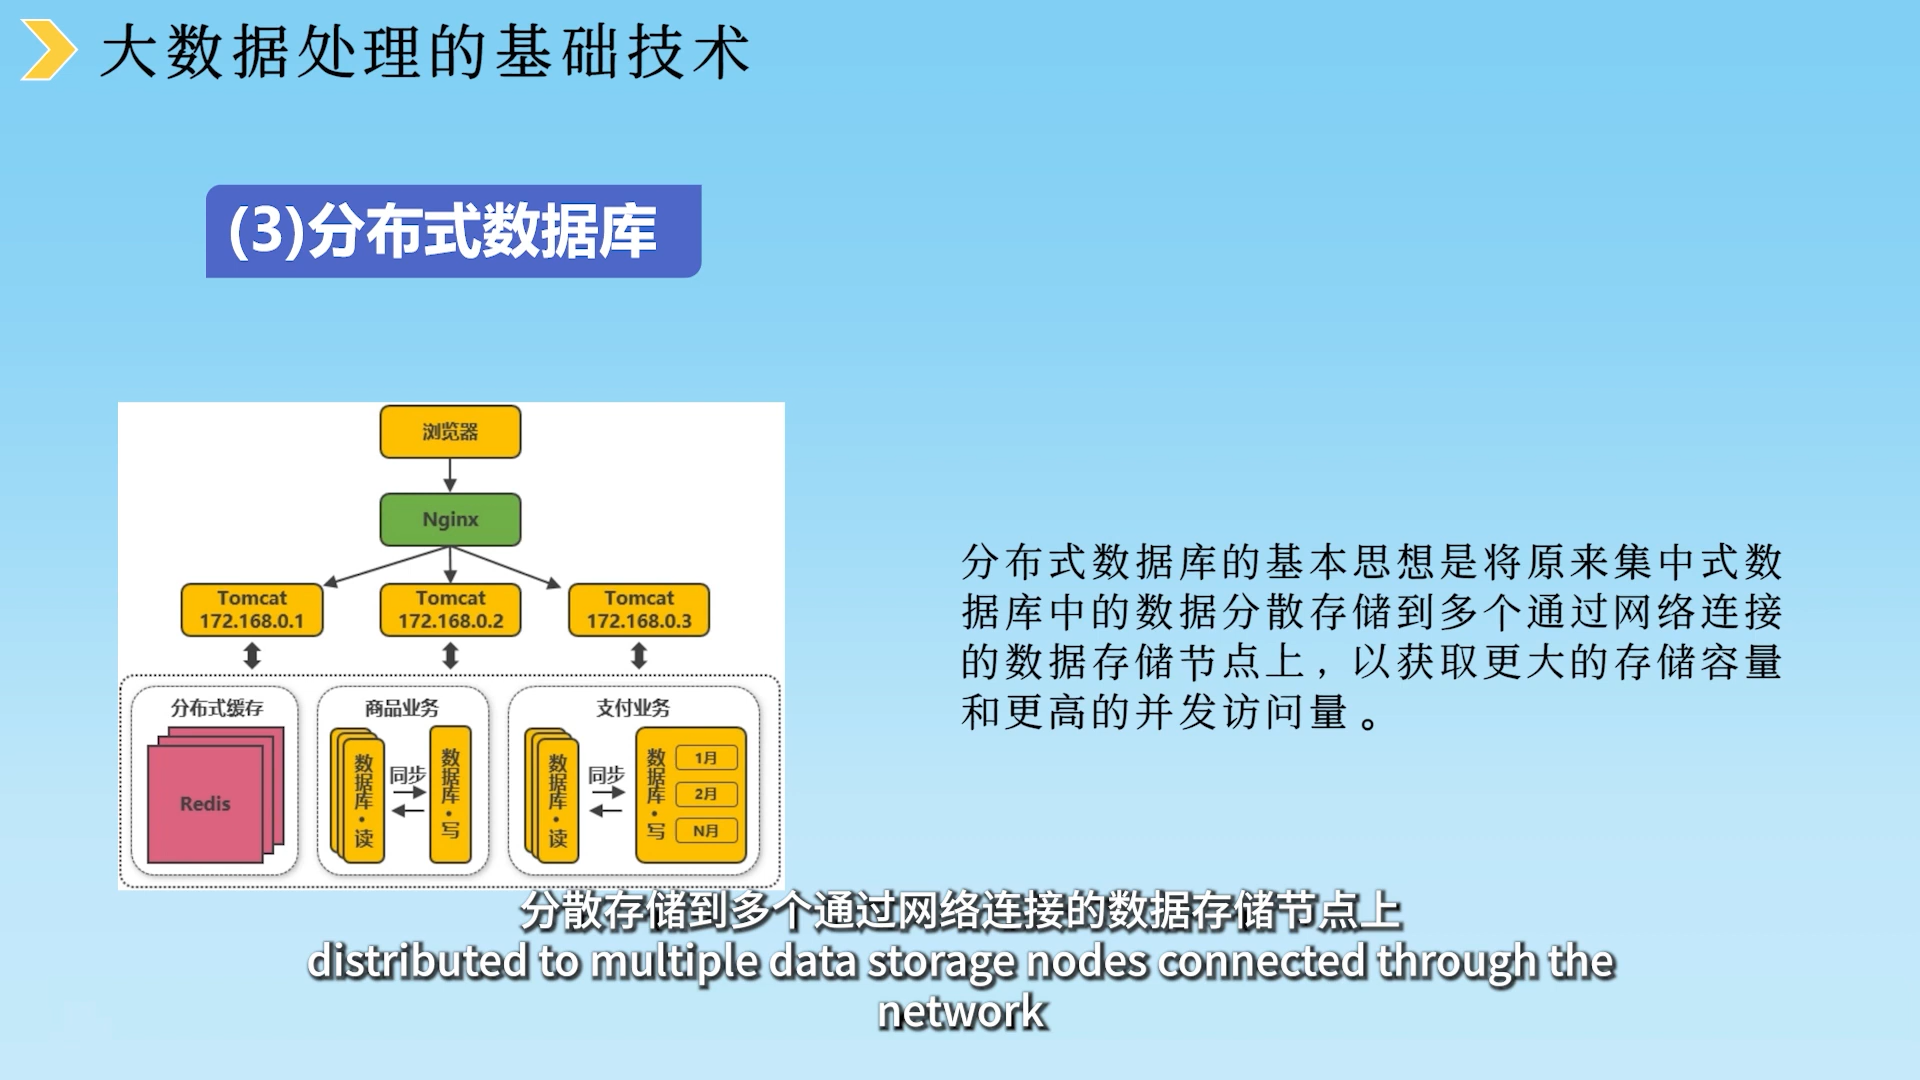 大数据处理的基础技术
(3)分布式数据库
浏览器
Nginx
Tomcat
172.168.0.1
Tomcat
172.168.0.2
Tomcat
172.168.0.3
分布式缓存
Redis
商品业务
数据库·读
同步
数据库·写
支付业务
数据库·读
同步
数据库·写
1月
2月
N月
分布式数据库的基本思想是将原来集中式数
据库中的数据分散存储到多个通过网络连接
的数据存储节点上，以获取更大的存储容量
和更高的并发访问量。
分散存储到多个通过网络连接的数据存储节点上
distributed to multiple data storage nodes connected through the
network